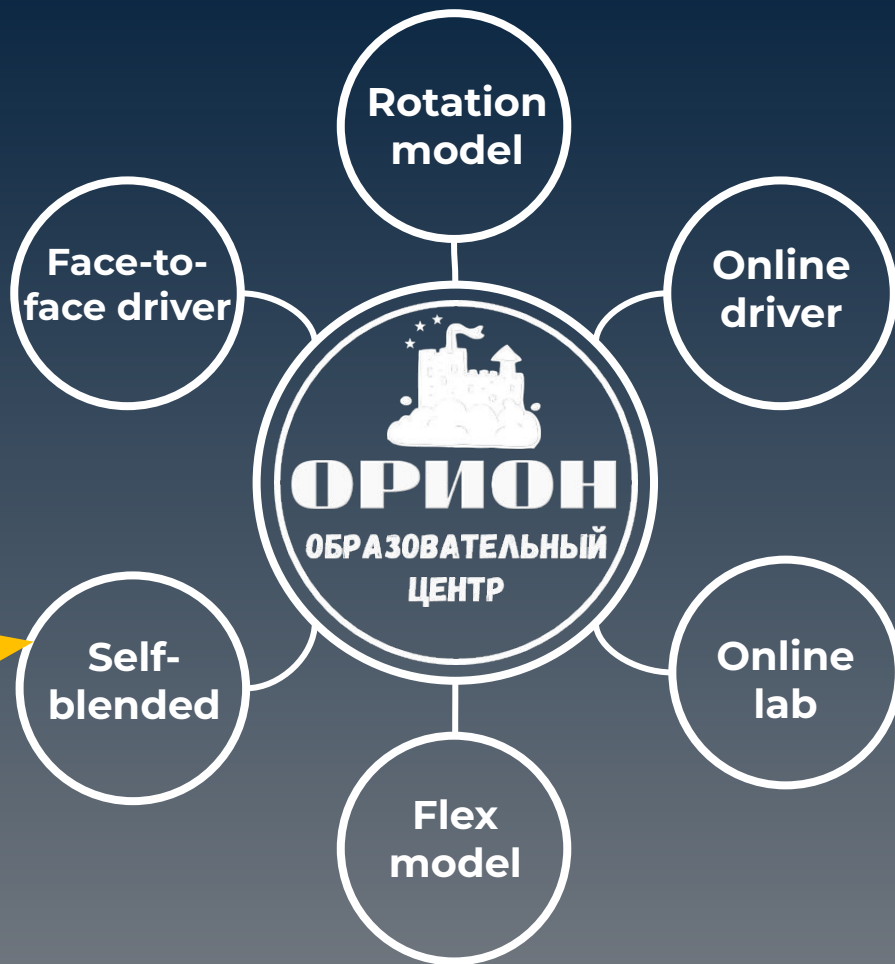 Rotation
model
Face-to-
face driver
Online
driver
ОРИОН
ОБРАЗОВАТЕЛЬНЫЙ
ЦЕНТР
Self-
blended
Online
lab
Flex
model